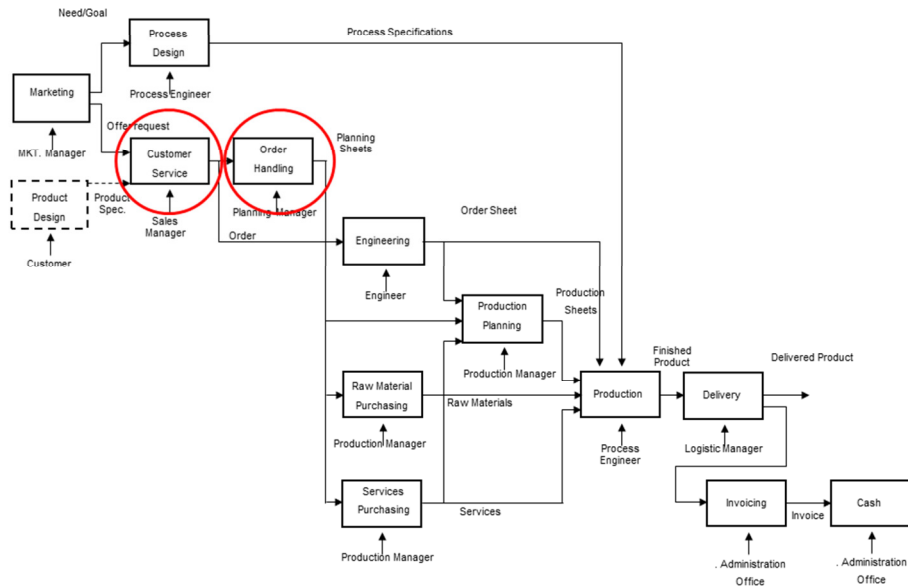 Need/Goal
Process
Design
Process Specifications
Marketing
Process Engineer
Offer request
MKT. Manager
Customer
Service
Order
Handling
Planning
Sheets
Product
Design
Product
Spec.
Sales
Manager
Planning Manager
Order Sheet
Order
Engineering
Customer
Engineer
Production
Planning
Production
Sheets
Production Manager
Finished
Product
Delivered Product
Raw Material
Purchasing
Raw Materials
Production
Delivery
Production Manager
Process
Engineer
Logistic Manager
Services
Purchasing
Services
Invoicing
Invoice
Cash
Production Manager
. Administration
Office
. Administration
Office